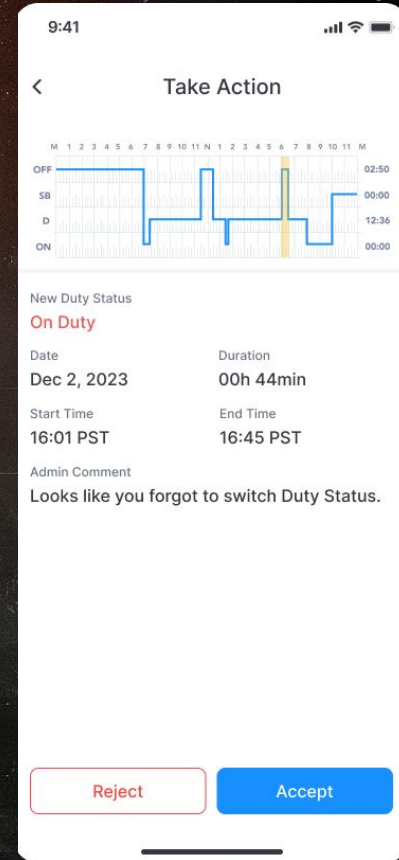 9:41
Take Action
M 1 2 3 4 5 6 7 8 9 10 11 N 1 2 3 4 5 6 7 8 9 10 11 M
OFF 02:50
SB 00:00
D 12:36
ON 00:00
New Duty Status
On Duty
Date Duration
Dec 2, 2023 00h 44min
Start Time End Time
16:01 PST 16:45 PST
Admin Comment
Looks like you forgot to switch Duty Status.
Reject Accept